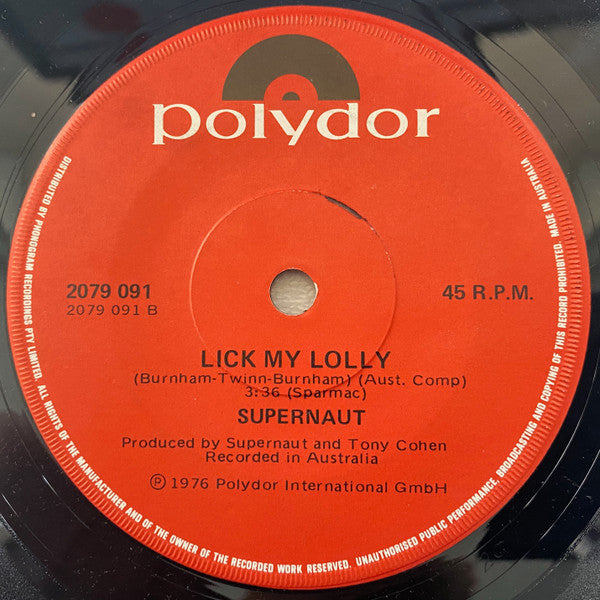 polydor
2079 091
2079 091 B
45 R.P.M.
LICK MY LOLLY
(Burnham-Twinn-Burnham) (Aust. Comp)
3:36 (Sparmac)
SUPERNAUT
Produced by Supernaut and Tony Cohen
Recorded in Australia
℗ 1976 Polydor International GmbH
DISTRIBUTED BY PHONOGRAM RECORDINGS PTY LIMITED. ALL RIGHTS OF THE MANUFACTURER AND OF THE OWNER OF THE RECORDED WORK RESERVED. UNAUTHORISED PUBLIC PERFORMANCE, BROADCASTING AND COPYING OF THIS RECORD PROHIBITED. MADE IN AUSTRALIA